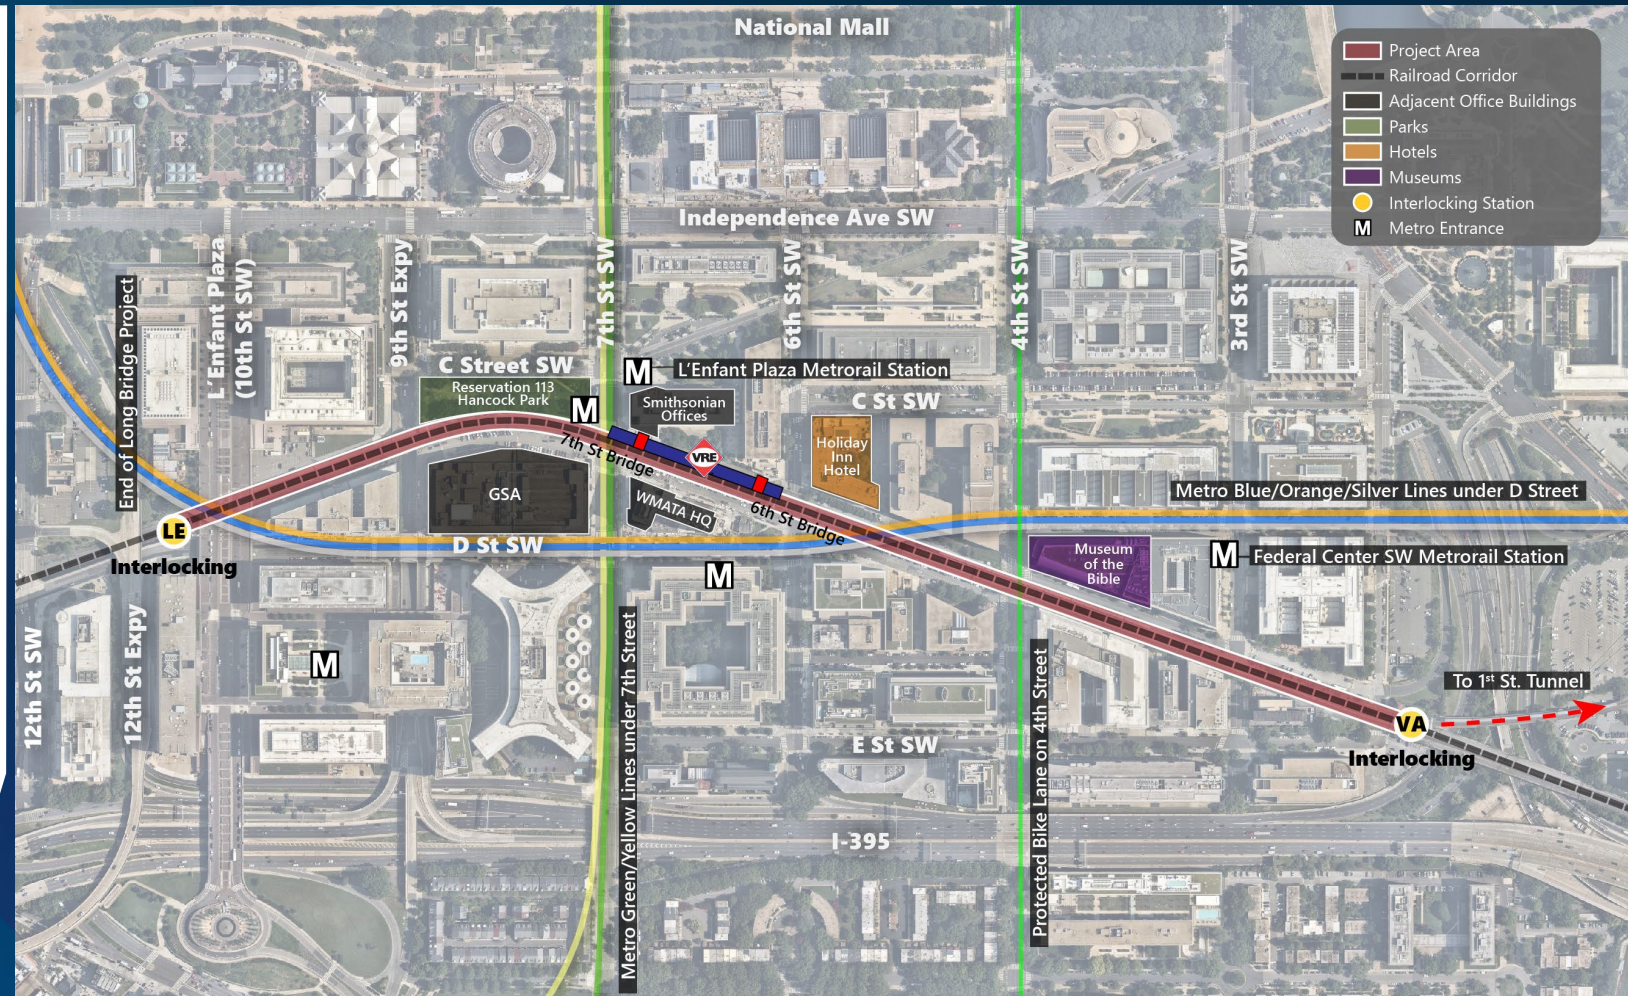 National Mall
Project Area
Railroad Corridor
Adjacent Office Buildings
Parks
Hotels
Museums
Interlocking Station
M Metro Entrance
Independence Ave SW
End of Long Bridge Project
L'Enfant Plaza
(10th St SW)
9th St Expy
7th St SW
6th St SW
4th St SW
3rd St SW
C Street SW
Reservation 113
Hancock Park
M
M
L'Enfant Plaza Metrorail Station
Smithsonian
Offices
C St SW
Holiday
Inn
Hotel
7th St Bridge
VRE
GSA
WMATA HQ
6th St Bridge
Metro Blue/Orange/Silver Lines under D Street
LE
Interlocking
D St SW
M
Museum
of the
Bible
M
Federal Center SW Metrorail Station
12th St SW
12th St Expy
M
Metro Green/Yellow Lines under 7th Street
Protected Bike Lane on 4th Street
To 1st St. Tunnel
VA
Interlocking
E St SW
I-395